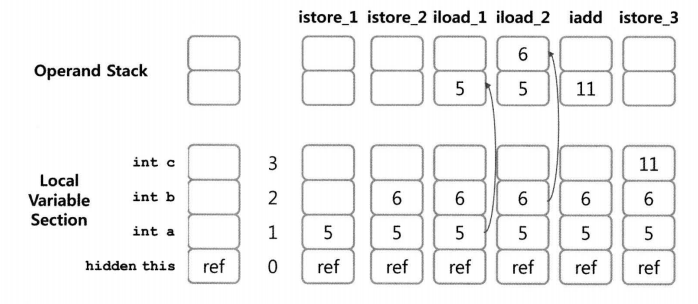 istore_1 istore_2 iload_1 iload_2 iadd istore_3
6
Operand Stack
5 5 11
int c 3 11
Local
Variable
Section
int b 2 6 6 6 6 6
int a 1 5 5 5 5 5 5
hidden this ref 0 ref ref ref ref ref ref